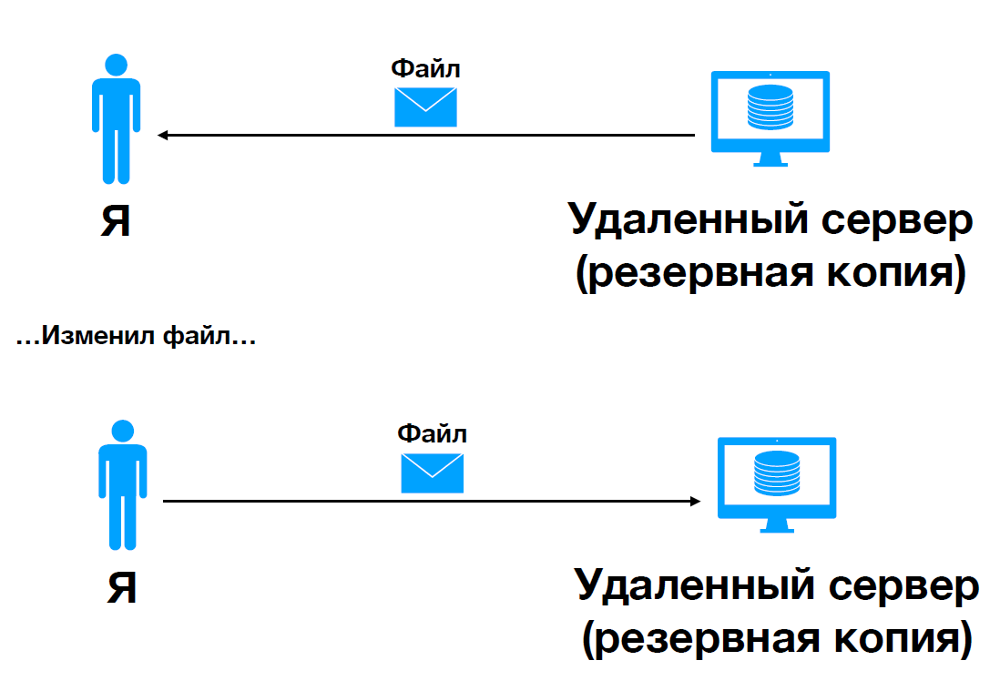 Файл
Я
Удаленный сервер
(резервная копия)
...Изменил файл...
Файл
Я
Удаленный сервер
(резервная копия)